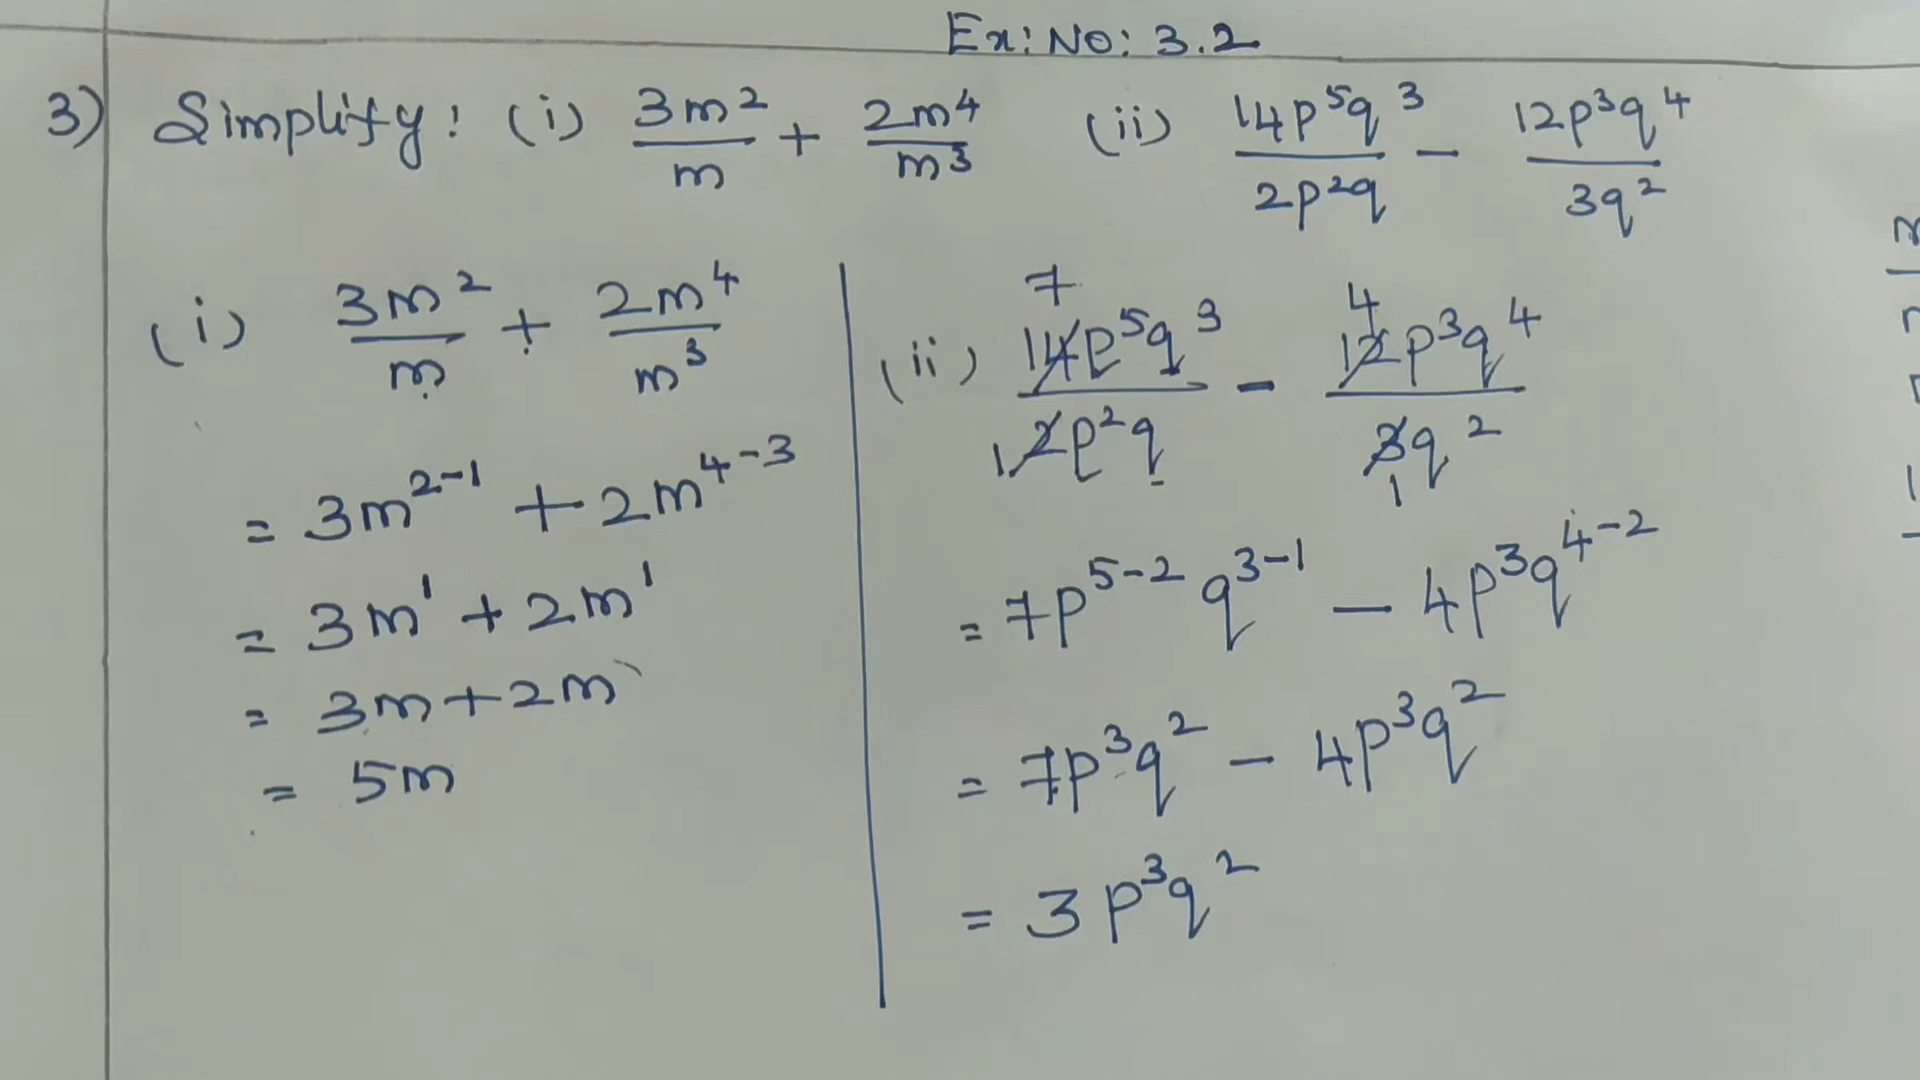 Ex: No: 3.2
3) Simplify: (i) 3m²/m + 2m⁴/m³ (ii) 14p⁵q³/2p²q − 12p³q⁴/3q²
(i) 3m²/m + 2m⁴/m³
= 3m²⁻¹ + 2m⁴⁻³
= 3m¹ + 2m¹
= 3m + 2m
= 5m
(ii) 7 14p⁵q³/1 2p²q − 4 12p³q⁴/3q² 1
= 7p⁵⁻² q³⁻¹ − 4p³q⁴⁻²
= 7p³q² − 4p³q²
= 3p³q²